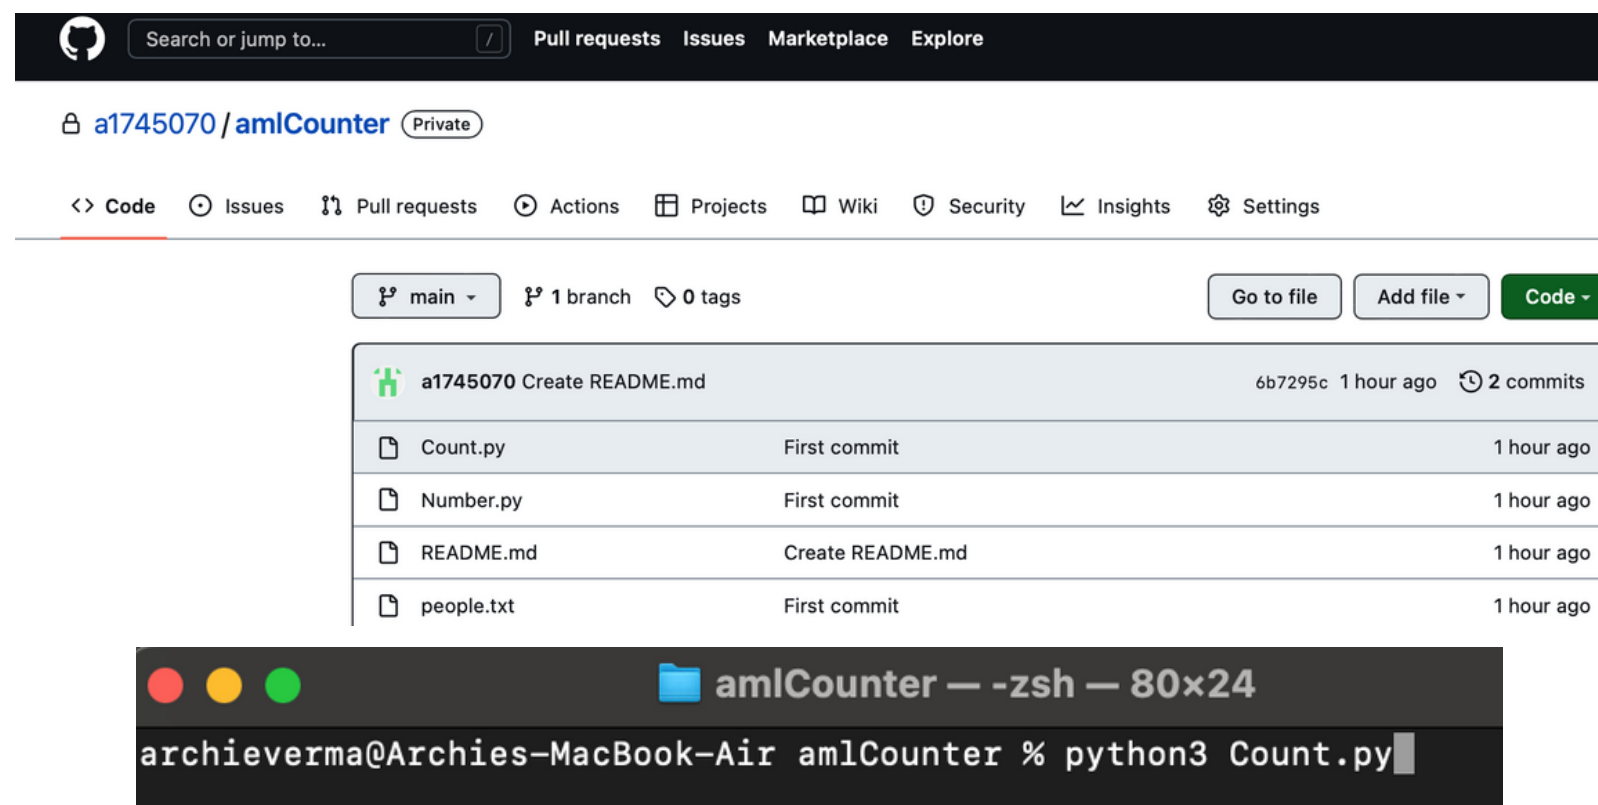 Search or jump to... / Pull requests Issues Marketplace Explore
a1745070 / amlCounter Private
<> Code Issues Pull requests Actions Projects Wiki Security Insights Settings
main 1 branch 0 tags Go to file Add file Code
a1745070 Create README.md 6b7295c 1 hour ago 2 commits
Count.py First commit 1 hour ago
Number.py First commit 1 hour ago
README.md Create README.md 1 hour ago
people.txt First commit 1 hour ago
amlCounter — -zsh — 80×24
archieverma@Archies-MacBook-Air amlCounter % python3 Count.py